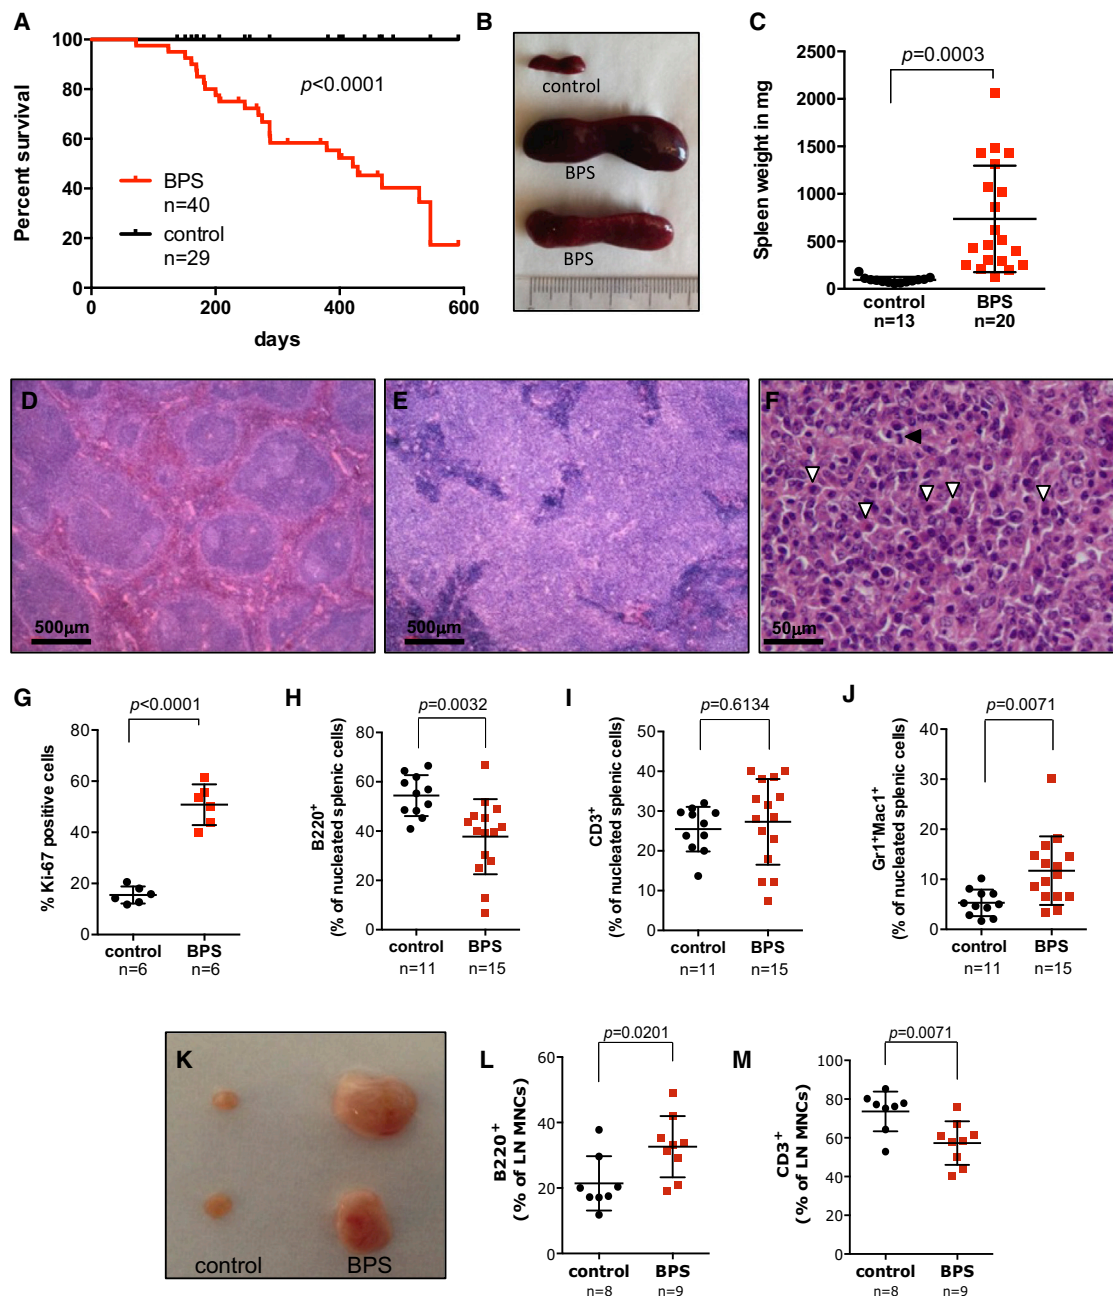 A
100
80
60
40
20
0
Percent survival
p<0.0001
BPS
n=40
control
n=29
0
200
400
600
days
B
control
BPS
BPS
C
2500
2000
1500
1000
500
0
Spleen weight in mg
p=0.0003
control
n=13
BPS
n=20
D
500µm
E
500µm
F
50µm
G
p<0.0001
80
60
40
20
0
% Ki-67 positive cells
control
n=6
BPS
n=6
H
p=0.0032
80
60
40
20
0
B220+
(% of nucleated splenic cells)
control
n=11
BPS
n=15
I
p=0.6134
50
40
30
20
10
0
CD3+
(% of nucleated splenic cells)
control
n=11
BPS
n=15
J
p=0.0071
40
30
20
10
0
Gr1+Mac1+
(% of nucleated splenic cells)
control
n=11
BPS
n=15
K
control
BPS
L
p=0.0201
60
40
20
0
B220+
(% of LN MNCs)
control
n=8
BPS
n=9
M
p=0.0071
100
80
60
40
20
0
CD3+
(% of LN MNCs)
control
n=8
BPS
n=9